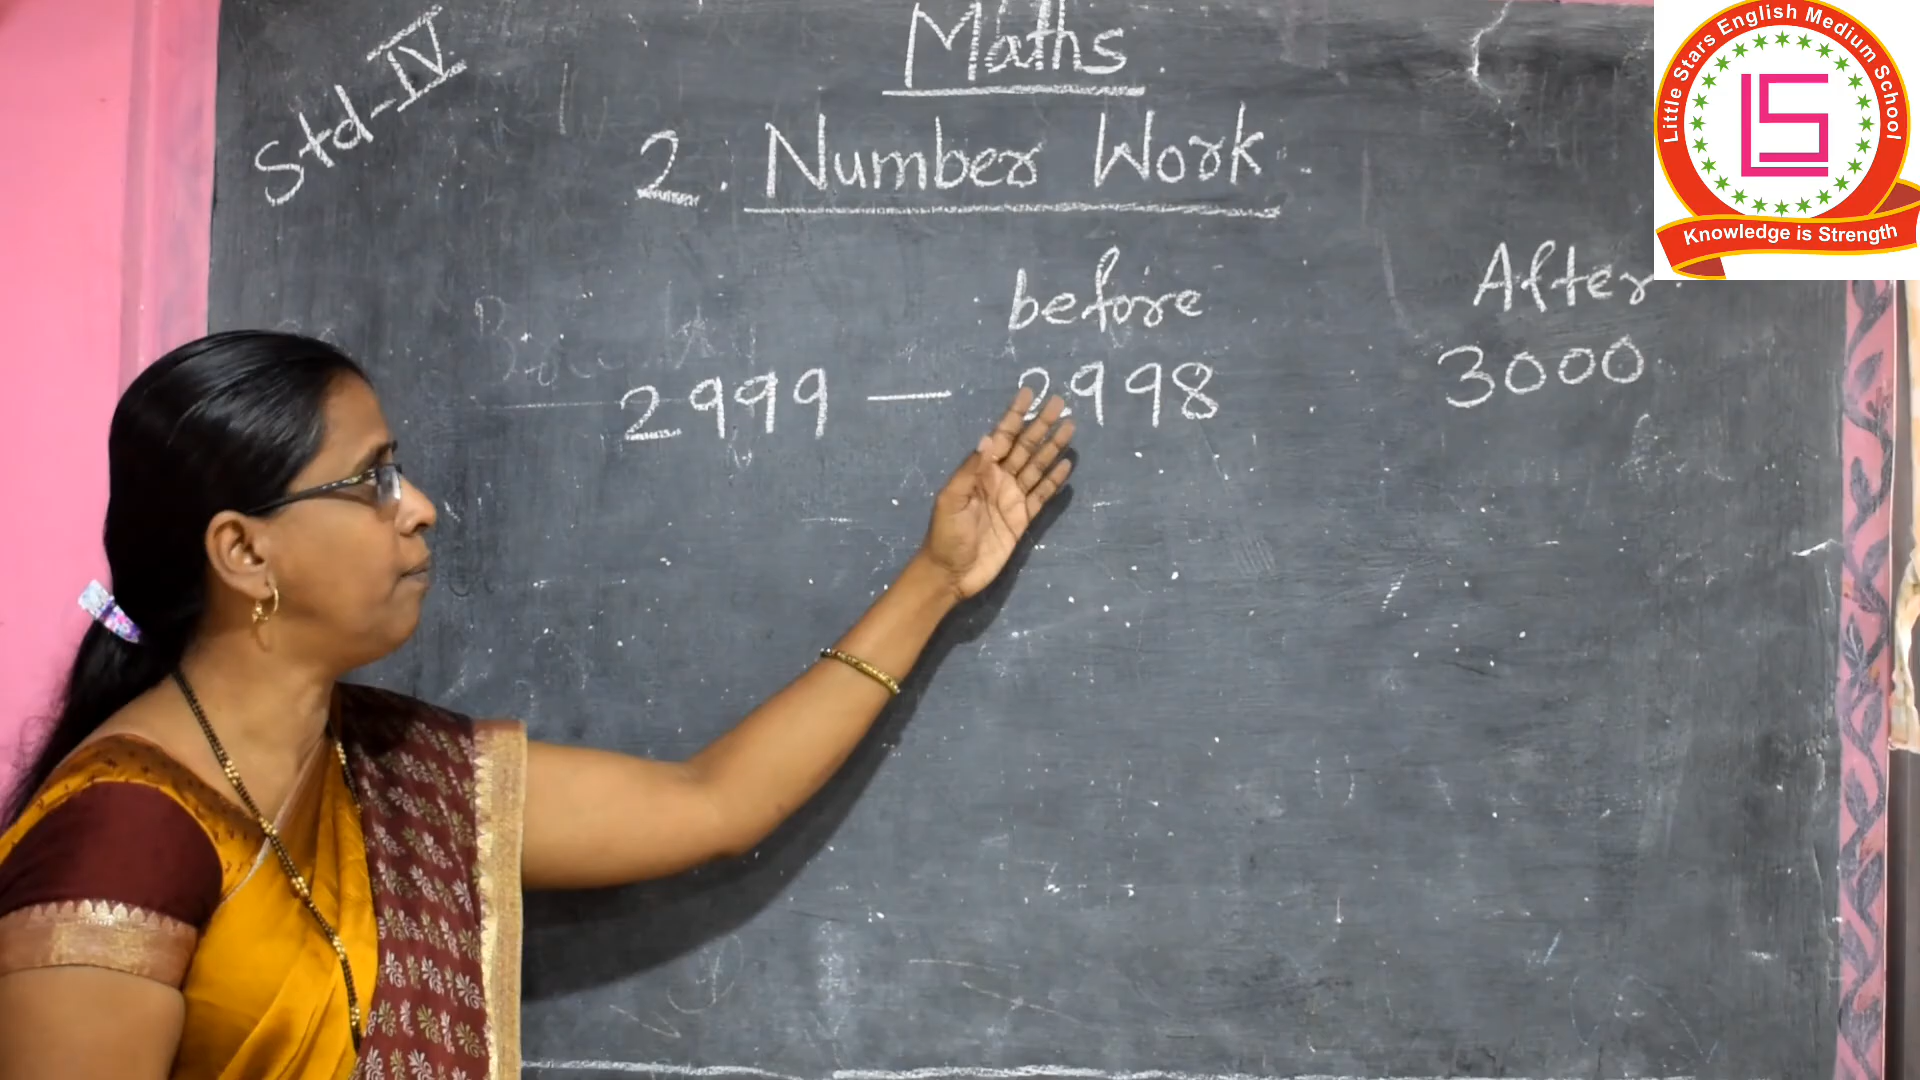 Maths
Std-IV
2. Number Work
before After
2999 — 2998 3000
Little Stars English Medium School
LS
Knowledge is Strength